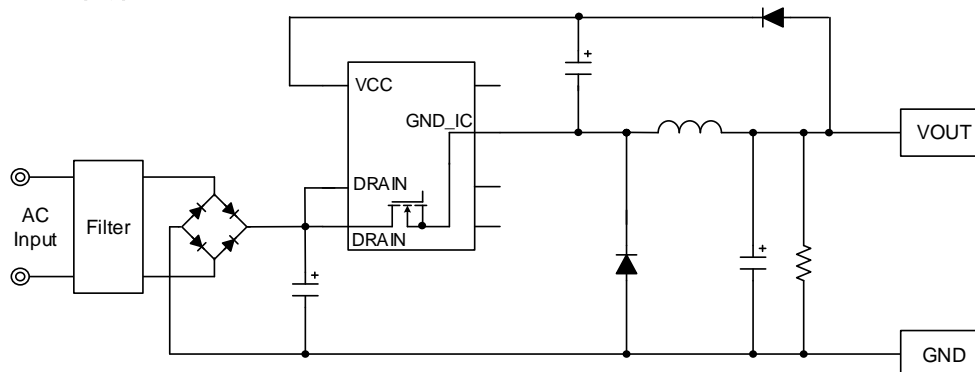 VCC
GND_IC
VOUT
DRAIN
AC
Input
Filter
DRAIN
GND
+
+
+